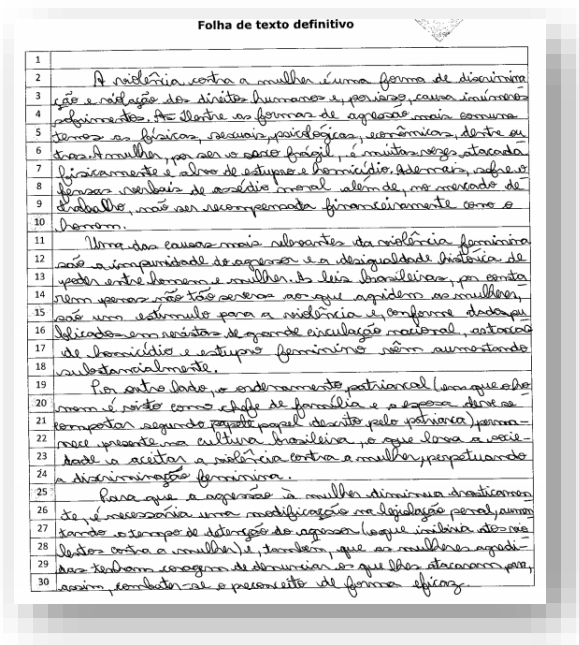 Folha de texto definitivo
1
2 A violência contra a mulher é uma forma de discrimina
3 ção e violação dos direitos humanos e, por isso, causa inúmeros
4 sofrimentos. as formas de agressão mais comuns
5 temos as físicas, sexuais, psicológicas, econômicas, dentre ou
6 tras. A mulher, por ser o sexo frágil, é muitas vezes atacada
7 fisicamente e alvo de estupro e homicídio. Ademais, sofre o
8 fensas verbais de assédio moral além de, no mercado de
9 trabalho, não ser recompensada financeiramente como o
10 homem.
11 Uma das causas mais relevantes da violência feminina
12 são a impunidade do agressor e a desigualdade histórica de
13 poder entre homem e mulher. As leis brasileiras, por conta
14 rem penas não tão severas aos que agridem as mulheres,
15 são um estímulo para a violência e, conforme dados pu
16 blicados em revistas de grande circulação nacional, as taxas
17 de homicídio e estupro feminino vêm aumentando
18 substancialmente.
19 Por outro lado, o ordenamento patriarcal (em que o ho
20 mem é visto como chefe de família e a esposa deve se
21 comportar segundo papel descrito pelo patriarca) perma-
22 nece presente na cultura brasileira, o que leva a socie-
23 dade a aceitar a violência contra a mulher, perpetuando
24 a discriminação feminina.
25 Para que a agressão à mulher diminua drasticamen
26 te, é necessária uma modificação na legislação penal, aumen
27 tando o tempo de detenção do agressor (o que inibiria atos vio
28 lentos contra a mulher) e, também, que as mulheres agredi-
29 das tenham coragem de denunciar os que lhes atacaram para,
30 assim, combater-se o preconceito de forma eficaz.